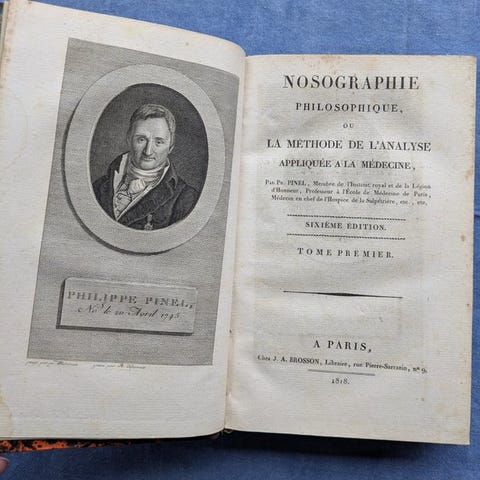 PHILIPPE PINEL,
Né le 20 Avril 1745
NOSOGRAPHIE
PHILOSOPHIQUE,
OU
LA MÉTHODE DE L'ANALYSE
APPLIQUÉE A LA MÉDECINE,
PAR PH. PINEL, Membre de l'Institut royal et de la Légion
d'Honneur, Professeur à l'École de Médecine de Paris,
Médecin en chef de l'Hospice de la Salpêtrière, etc., etc.
SIXIÈME ÉDITION.
TOME PREMIER.
A PARIS,
Chez J. A. BROSSON, Libraire, rue Pierre-Sarrazin, n° 9.
1818.